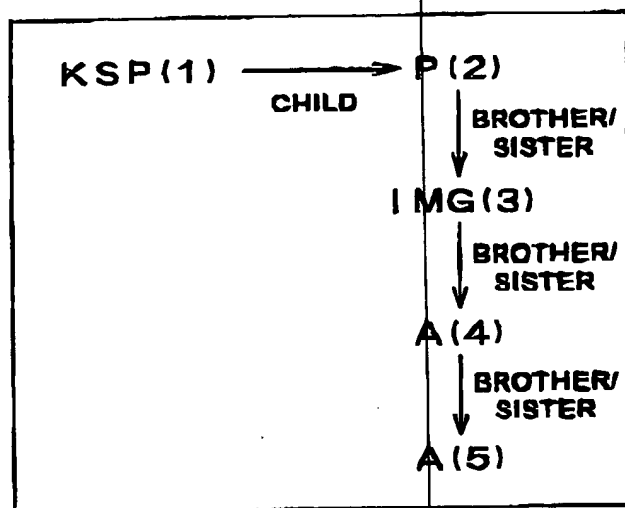 KSP(1)
P(2)
CHILD
BROTHER/
SISTER
IMG(3)
BROTHER/
SISTER
A(4)
BROTHER/
SISTER
A(5)